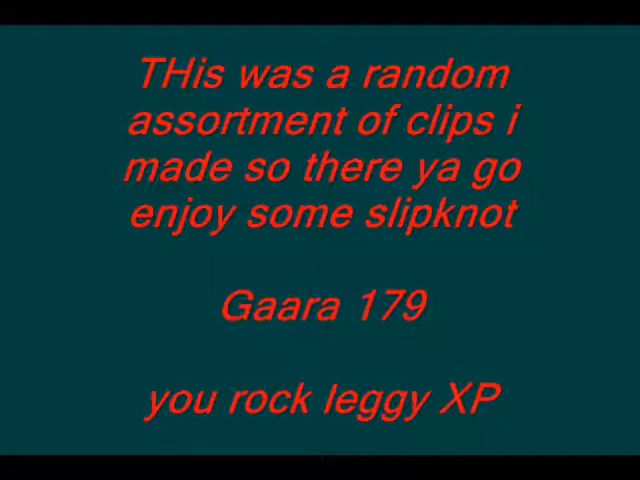 THis was a random
assortment of clips i
made so there ya go
enjoy some slipknot
Gaara 179
you rock leggy XP